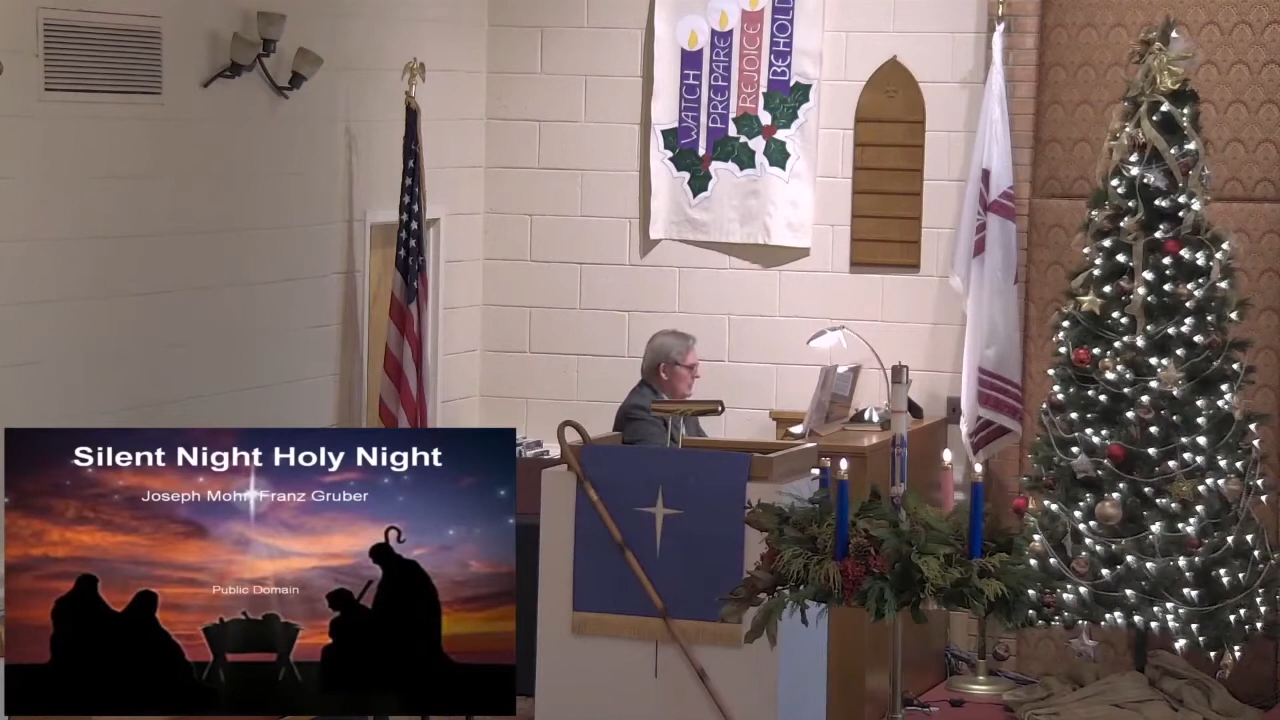 WATCH
PREPARE
REJOICE
BEHOLD
Silent Night Holy Night
Joseph Mohr Franz Gruber
Public Domain